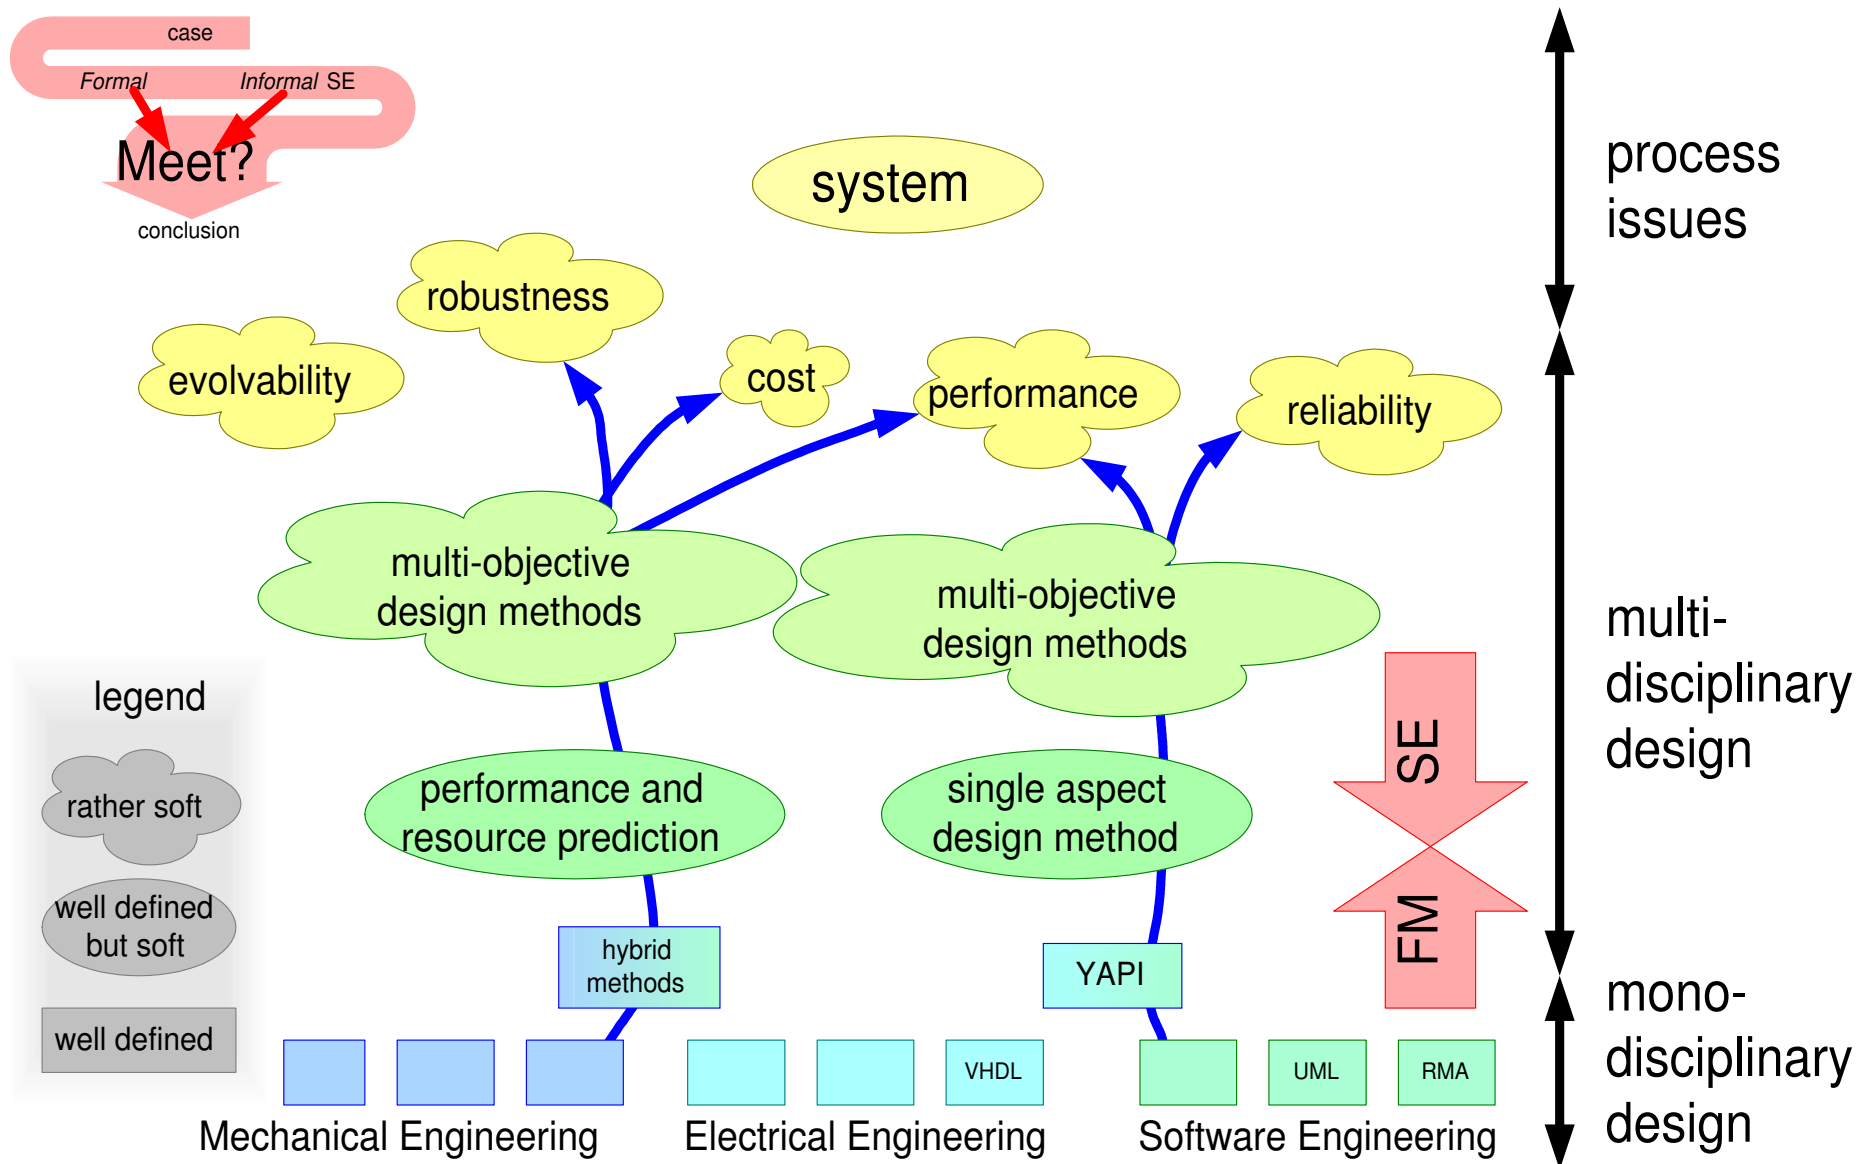 case
Formal
Informal SE
Meet?
conclusion
system
process
issues
robustness
evolvability
cost
performance
reliability
multi-objective
design methods
multi-objective
design methods
multi-
disciplinary
design
legend
rather soft
well defined
but soft
well defined
performance and
resource prediction
single aspect
design method
SE
FM
hybrid
methods
YAPI
mono-
disciplinary
design
VHDL
UML
RMA
Mechanical Engineering
Electrical Engineering
Software Engineering